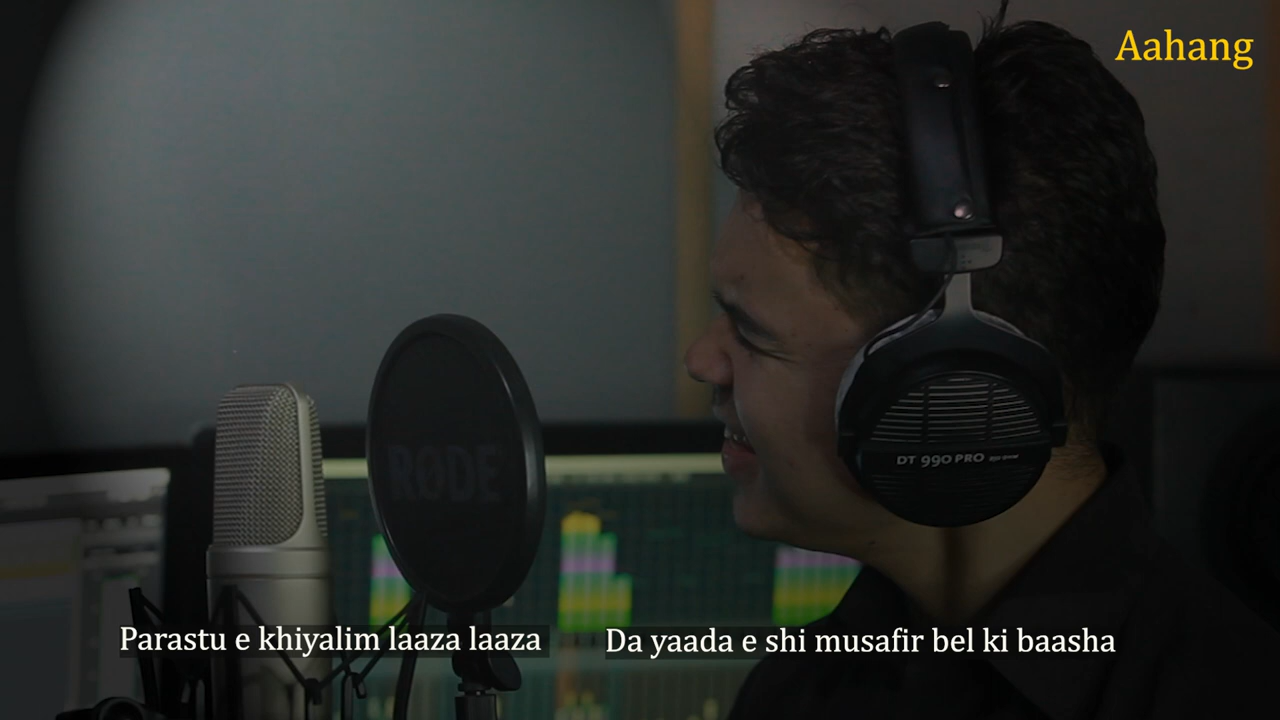 Aahang
RODE
DT 990 PRO
Parastu e khiyalim laaza laaza
Da yaada e shi musafir bel ki baasha